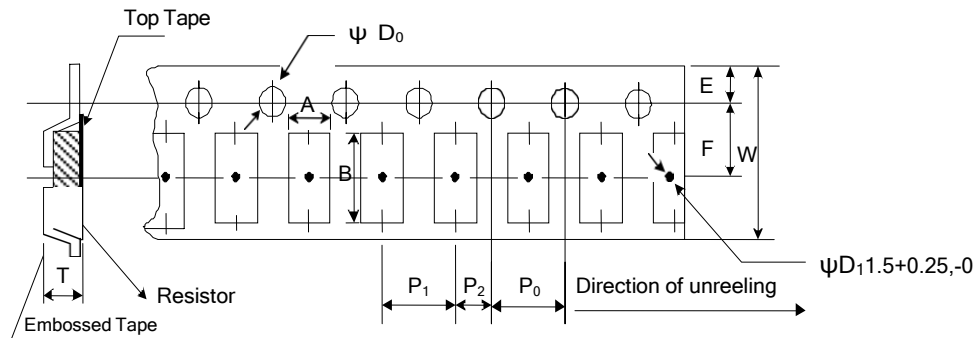 Top Tape
ψ D₀
A
E
F
W
B
ψD₁1.5+0.25,-0
T
P₁
P₂
P₀
Direction of unreeling
Resistor
Embossed Tape